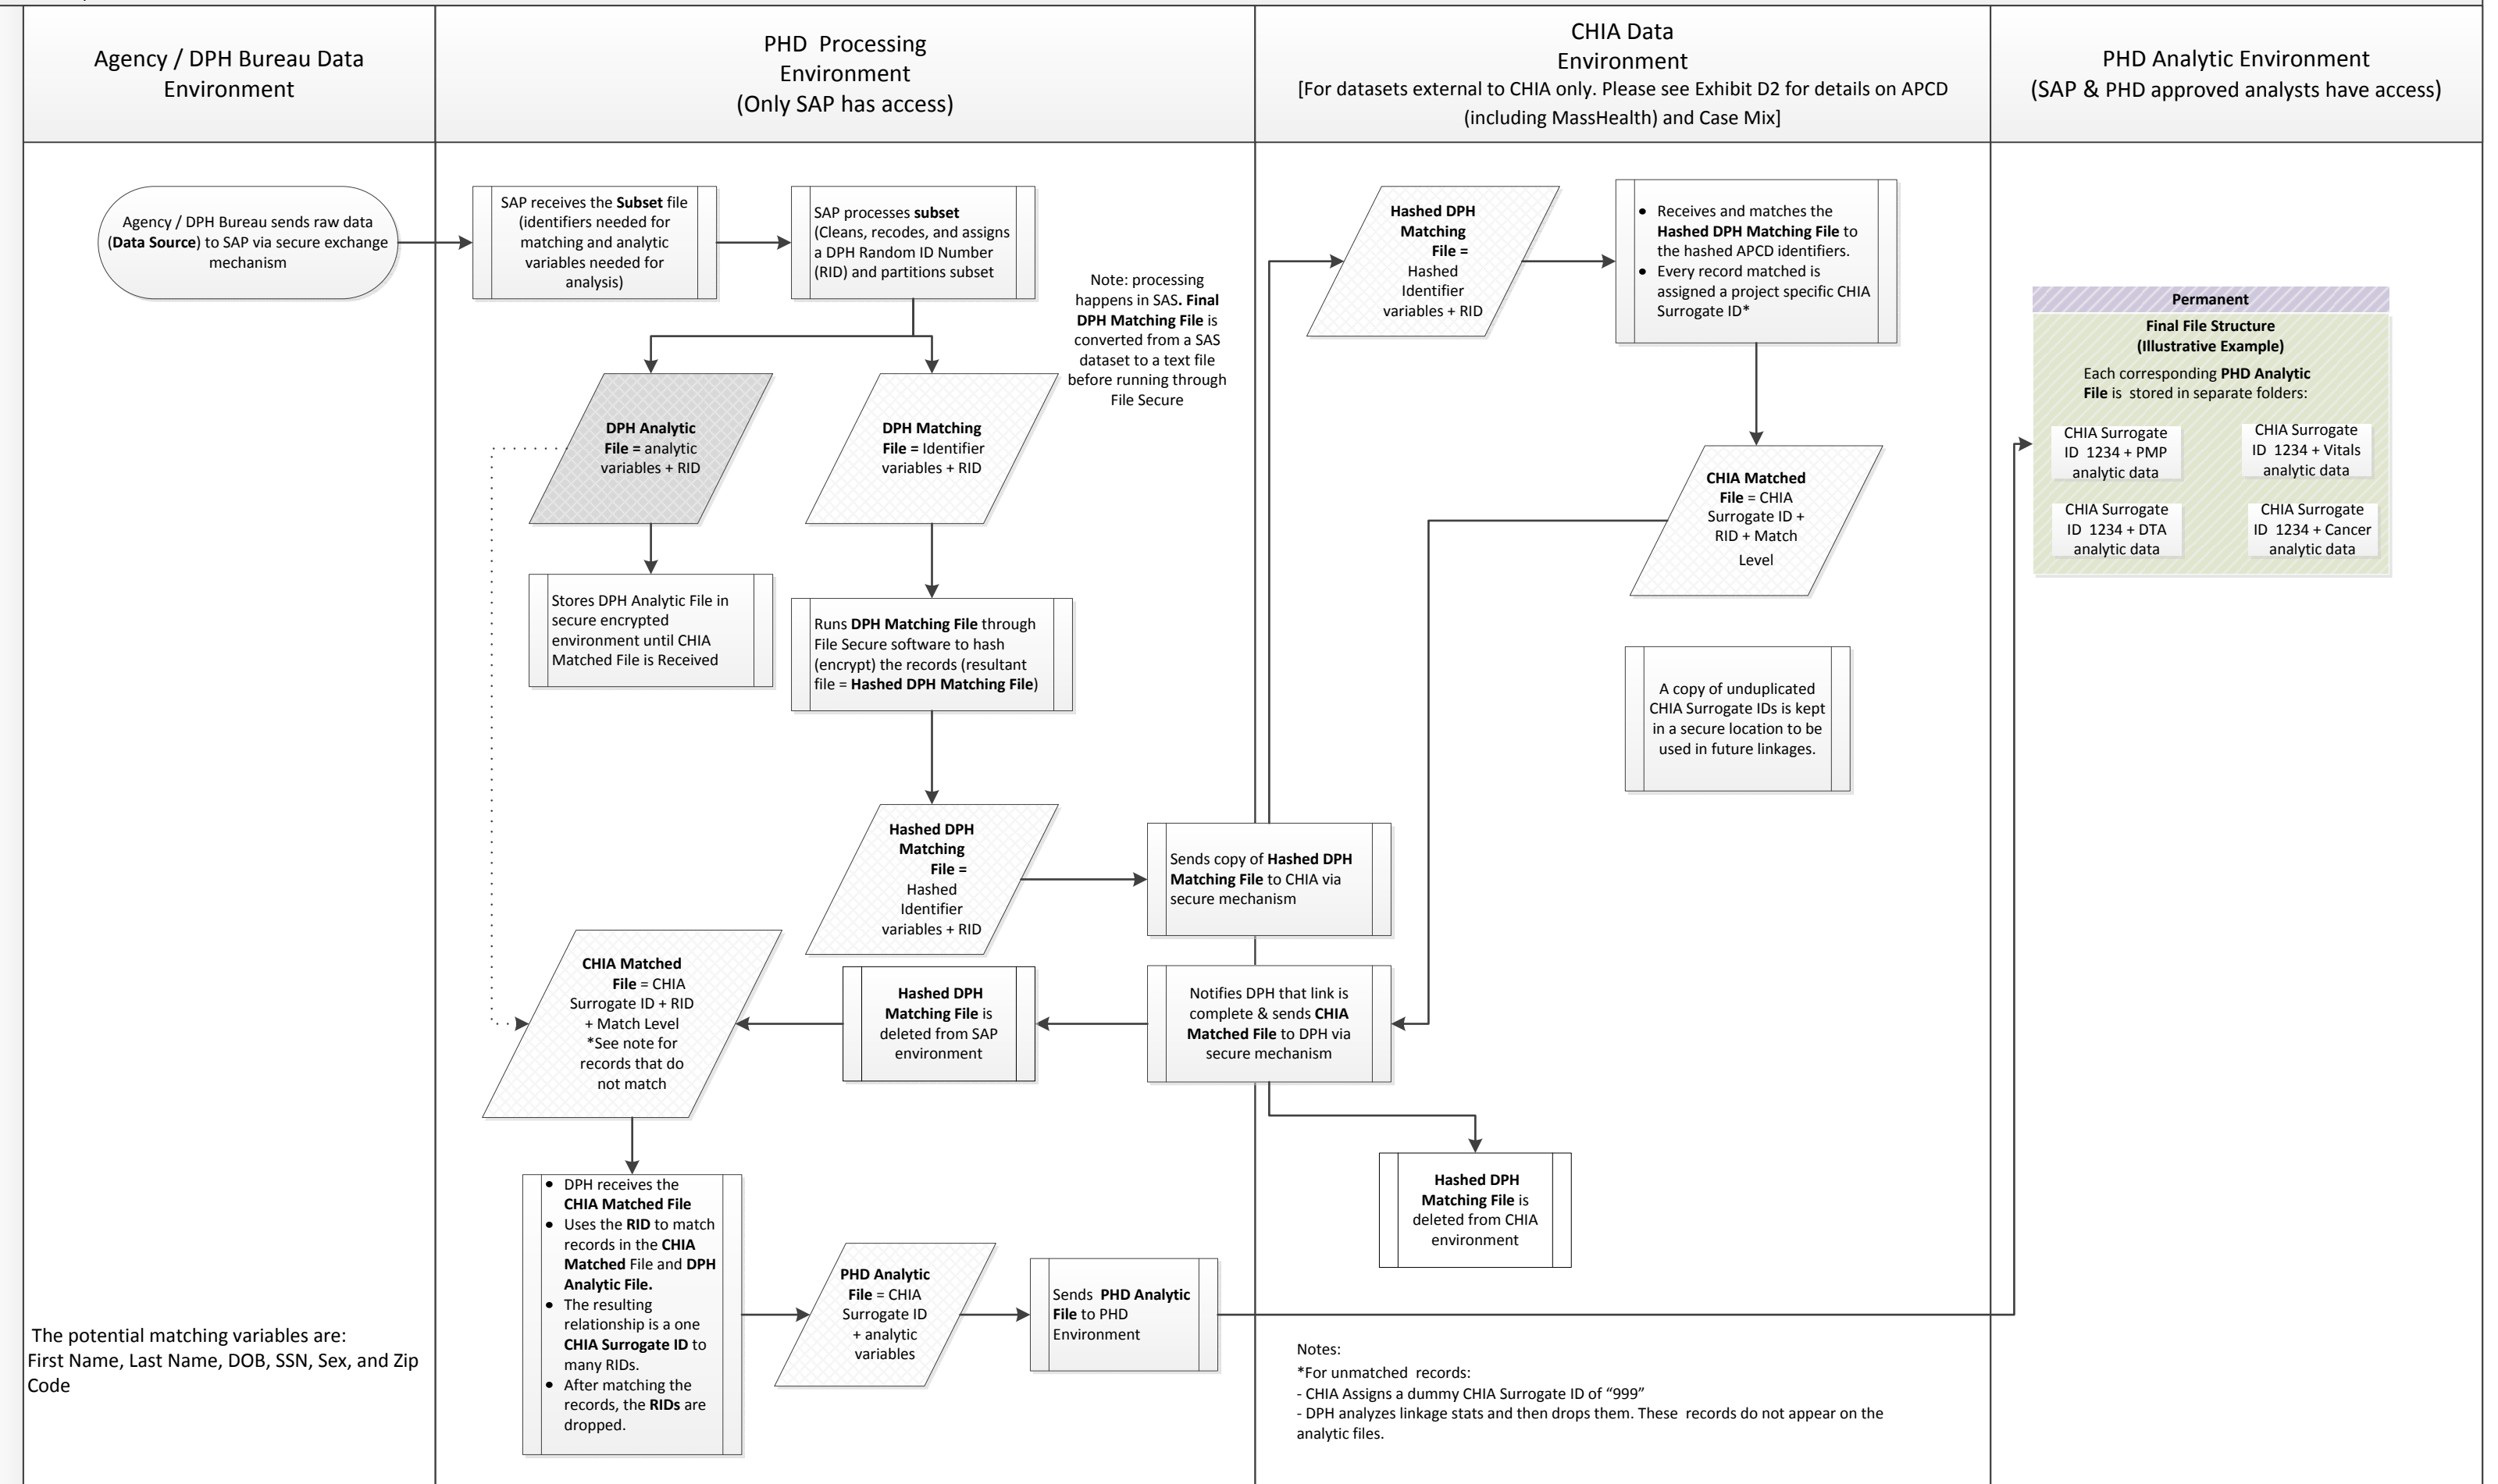 Agency / DPH Bureau Data
Environment
PHD  Processing
Environment
(Only SAP has access)
CHIA Data
Environment
[For datasets external to CHIA only. Please see Exhibit D2 for details on APCD
(including MassHealth) and Case Mix]
PHD Analytic Environment
(SAP & PHD approved analysts have access)
Agency / DPH Bureau sends raw data
(Data Source) to SAP via secure exchange
mechanism
SAP receives the Subset file
(identifiers needed for
matching and analytic
variables needed for
analysis)
SAP processes subset
(Cleans, recodes, and assigns
a DPH Random ID Number
(RID) and partitions subset
Note: processing
happens in SAS. Final
DPH Matching File is
converted from a SAS
dataset to a text file
before running through
File Secure
DPH Analytic
File = analytic
variables + RID
DPH Matching
File = Identifier
variables + RID
Stores DPH Analytic File in
secure encrypted
environment until CHIA
Matched File is Received
Runs DPH Matching File through
File Secure software to hash
(encrypt) the records (resultant
file = Hashed DPH Matching File)
Hashed DPH
Matching
File =
Hashed
Identifier
variables + RID
Sends copy of Hashed DPH
Matching File to CHIA via
secure mechanism
CHIA Matched
File = CHIA
Surrogate ID + RID
+ Match Level
*See note for
records that do
not match
Hashed DPH
Matching File is
deleted from SAP
environment
Notifies DPH that link is
complete & sends CHIA
Matched File to DPH via
secure mechanism
• DPH receives the
CHIA Matched File
• Uses the RID to match
records in the CHIA
Matched File and DPH
Analytic File.
• The resulting
relationship is a one
CHIA Surrogate ID to
many RIDs.
• After matching the
records, the RIDs are
dropped.
PHD Analytic
File = CHIA
Surrogate ID
+ analytic
variables
Sends  PHD Analytic
File to PHD
Environment
Hashed DPH
Matching
File =
Hashed
Identifier
variables + RID
• Receives and matches the
Hashed DPH Matching File to
the hashed APCD identifiers.
• Every record matched is
assigned a project specific CHIA
Surrogate ID*
CHIA Matched
File = CHIA
Surrogate ID +
RID + Match
Level
A copy of unduplicated
CHIA Surrogate IDs is kept
in a secure location to be
used in future linkages.
Hashed DPH
Matching File is
deleted from CHIA
environment
Permanent
Final File Structure
(Illustrative Example)
Each corresponding PHD Analytic
File is  stored in separate folders:
CHIA Surrogate
ID  1234 + PMP
analytic data
CHIA Surrogate
ID  1234 + Vitals
analytic data
CHIA Surrogate
ID  1234 + DTA
analytic data
CHIA Surrogate
ID  1234 + Cancer
analytic data
The potential matching variables are:
First Name, Last Name, DOB, SSN, Sex, and Zip
Code
Notes:
*For unmatched  records:
- CHIA Assigns a dummy CHIA Surrogate ID of “999”
- DPH analyzes linkage stats and then drops them. These  records do not appear on the
analytic files.